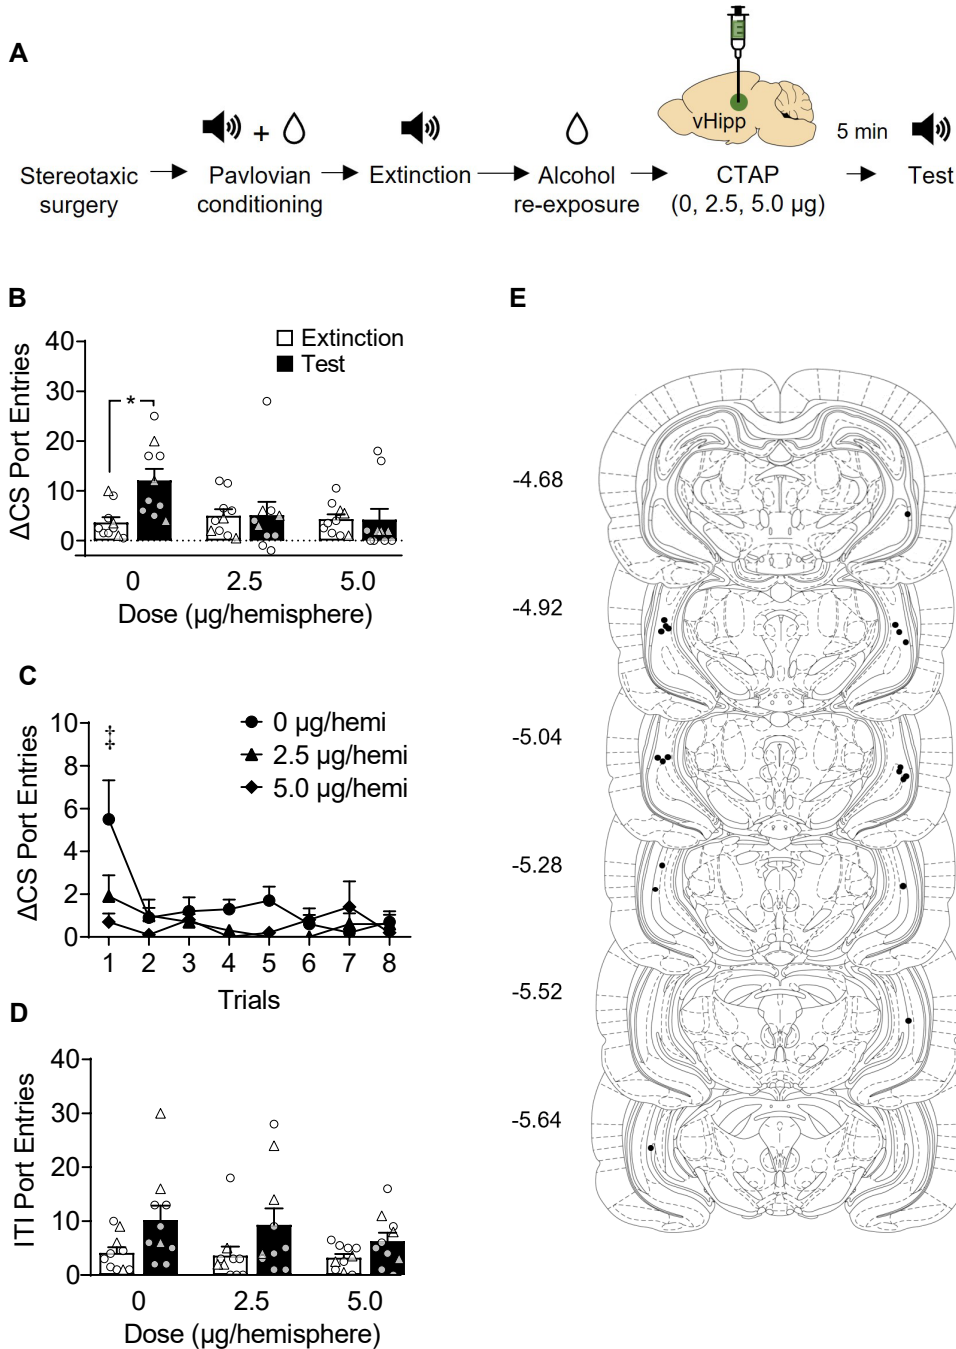 A
vHipp
5 min
+
Stereotaxic surgery
Pavlovian conditioning
Extinction
Alcohol re-exposure
CTAP
(0, 2.5, 5.0 µg)
Test
B
ΔCS Port Entries
40
30
20
10
0
Extinction
Test
*
0 2.5 5.0
Dose (µg/hemisphere)
C
ΔCS Port Entries
10
8
6
4
2
0
‡
0 µg/hemi
2.5 µg/hemi
5.0 µg/hemi
1 2 3 4 5 6 7 8
Trials
D
ITI Port Entries
40
30
20
10
0
0 2.5 5.0
Dose (µg/hemisphere)
E
-4.68
-4.92
-5.04
-5.28
-5.52
-5.64